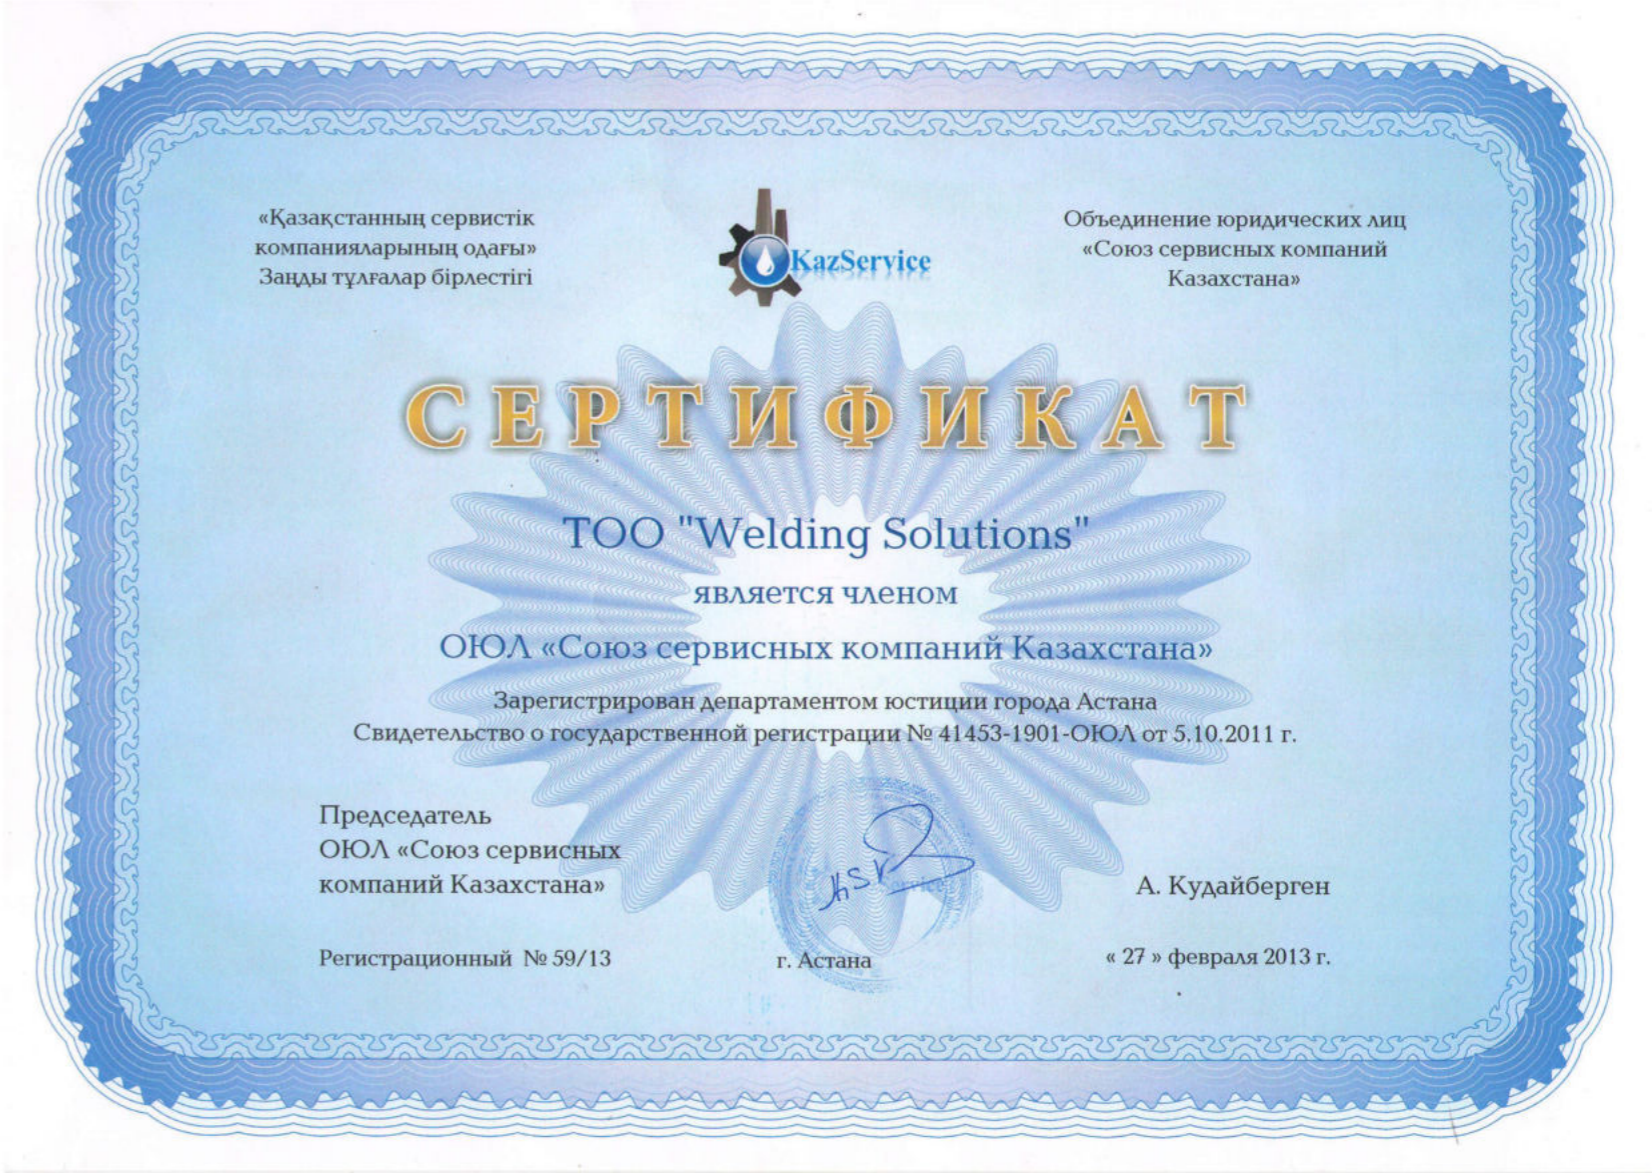 «Қазақстанның сервистік
компанияларының одағы»
Заңды тұлғалар бірлестігі
KazService
Объединение юридических лиц
«Союз сервисных компаний
Казахстана»
СЕРТИФИКАТ
ТОО "Welding Solutions"
является членом
ОЮЛ «Союз сервисных компаний Казахстана»
Зарегистрирован департаментом юстиции города Астана
Свидетельство о государственной регистрации № 41453-1901-ОЮЛ от 5.10.2011 г.
Председатель
ОЮЛ «Союз сервисных
компаний Казахстана»
А. Кудайберген
Регистрационный № 59/13
г. Астана
« 27 » февраля 2013 г.